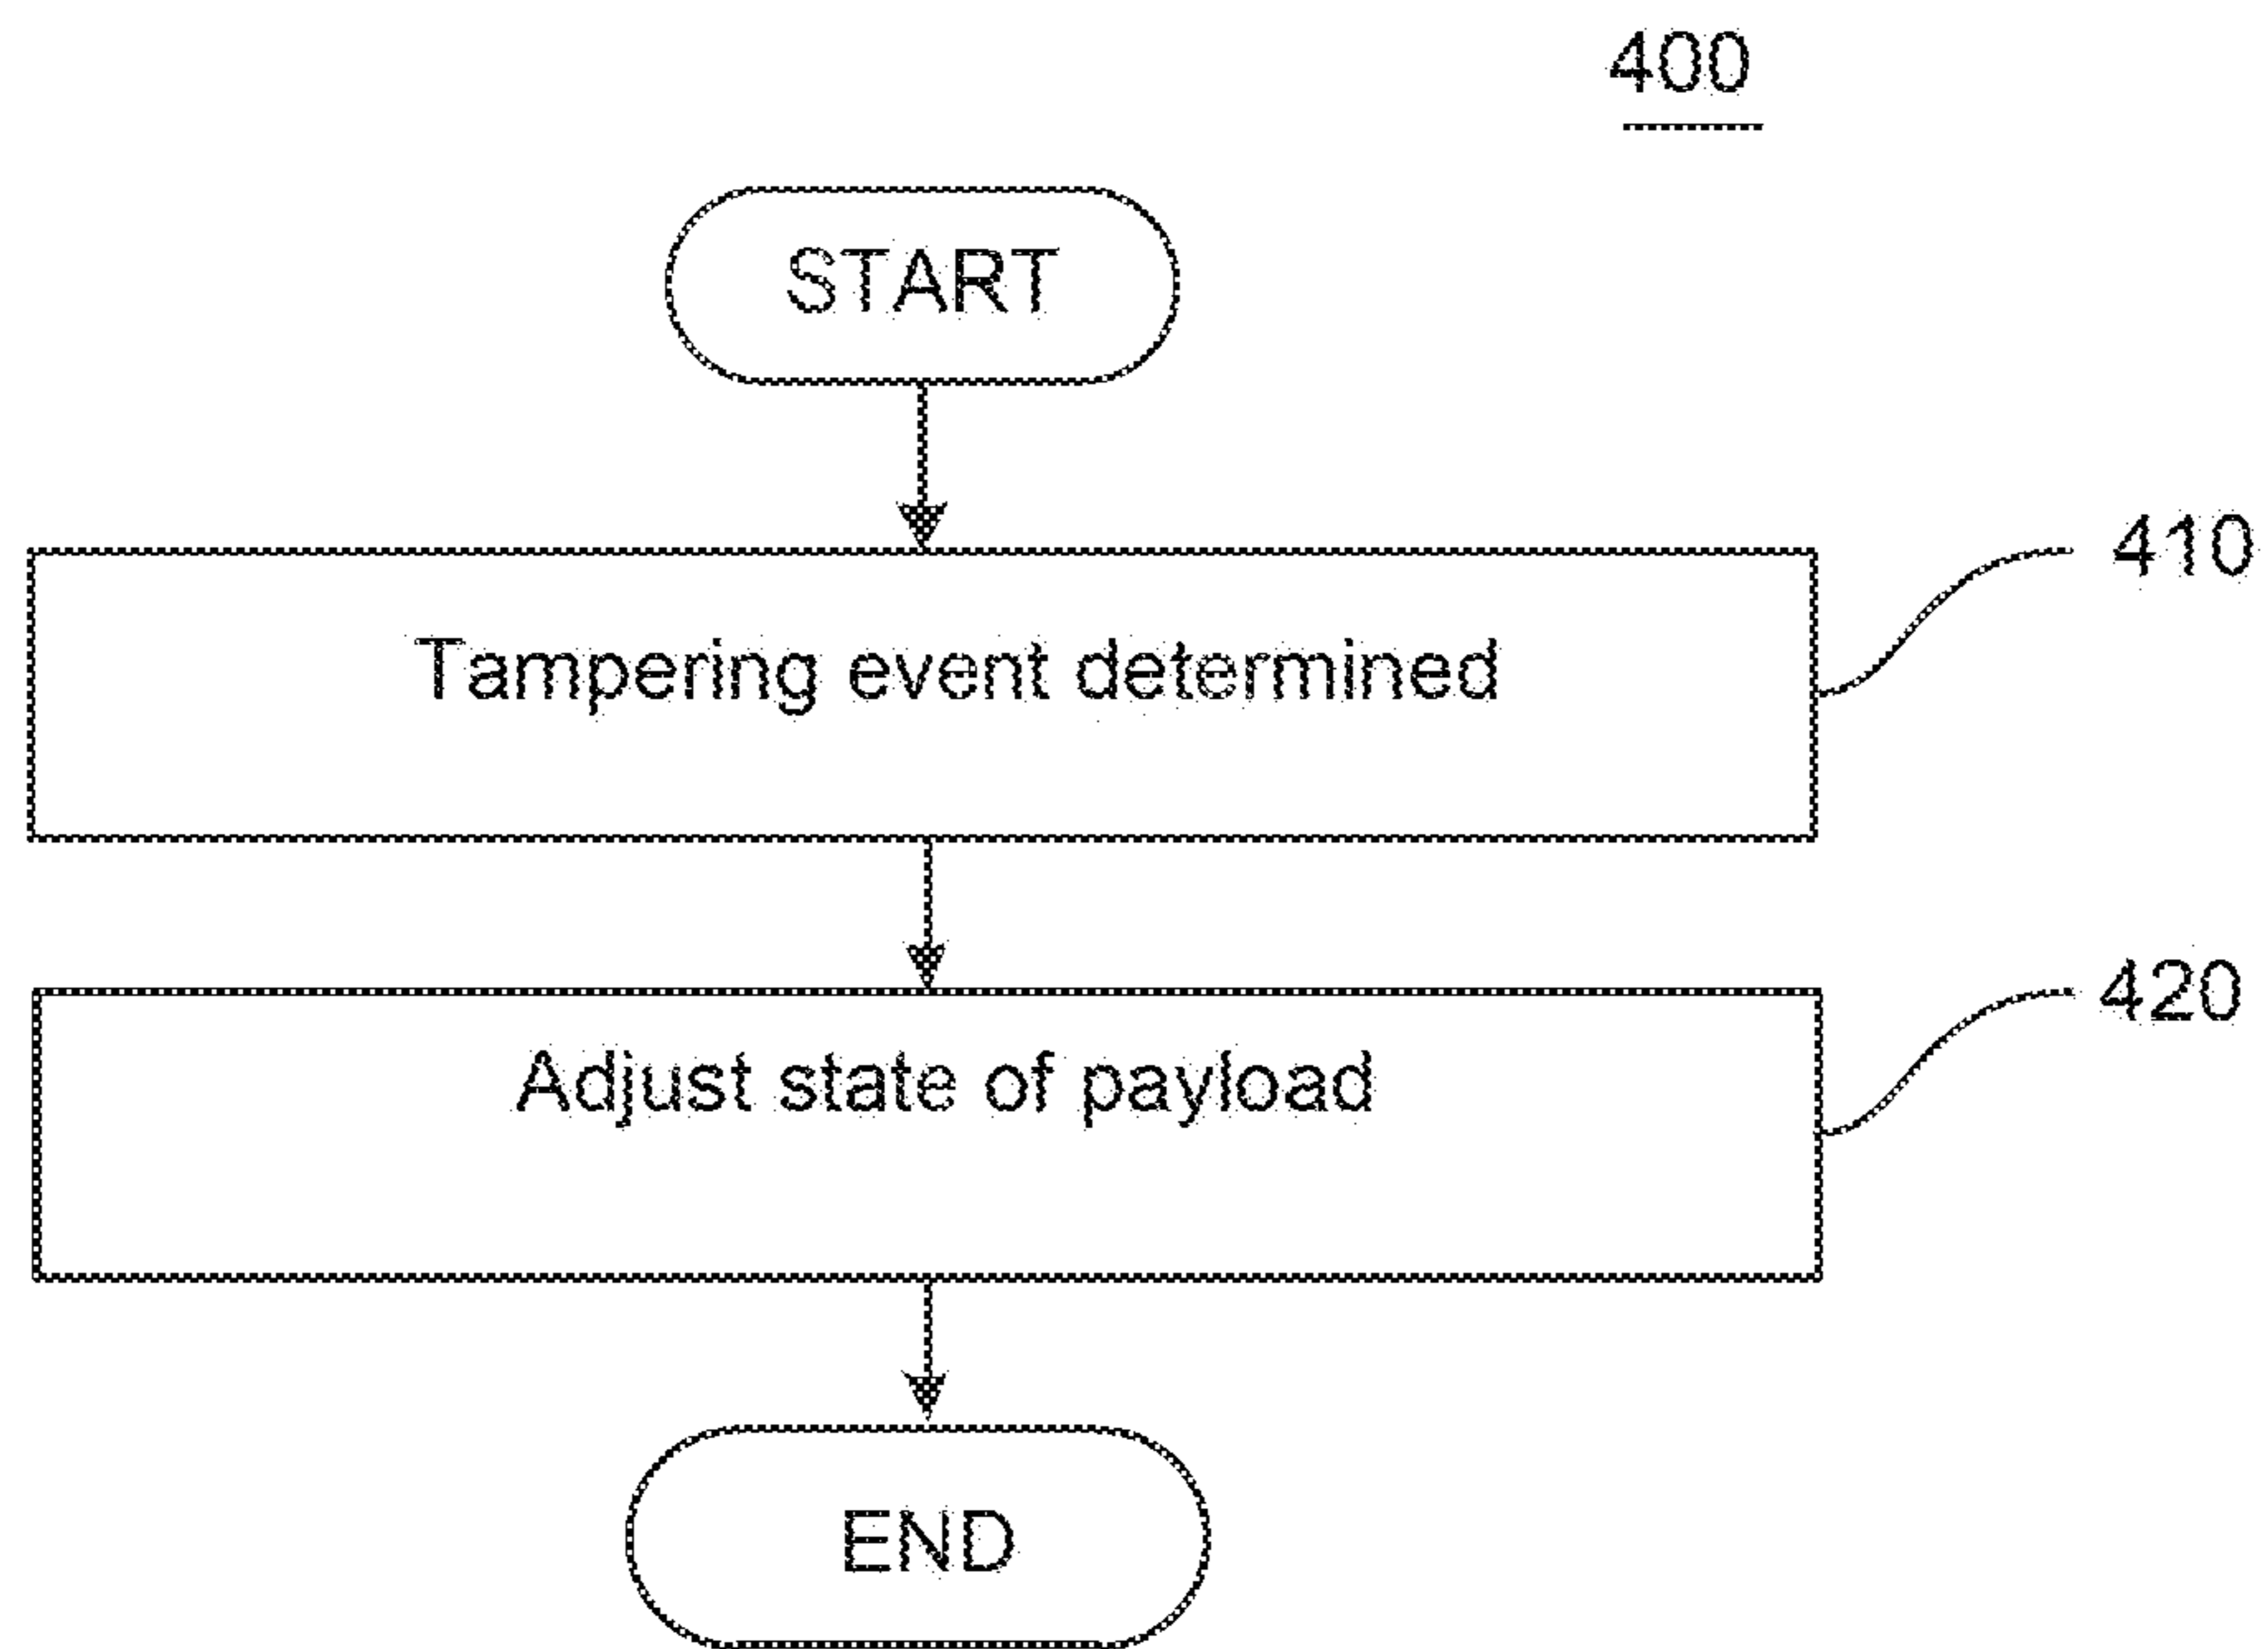 400
START
Tampering event determined
410
Adjust state of payload
420
END